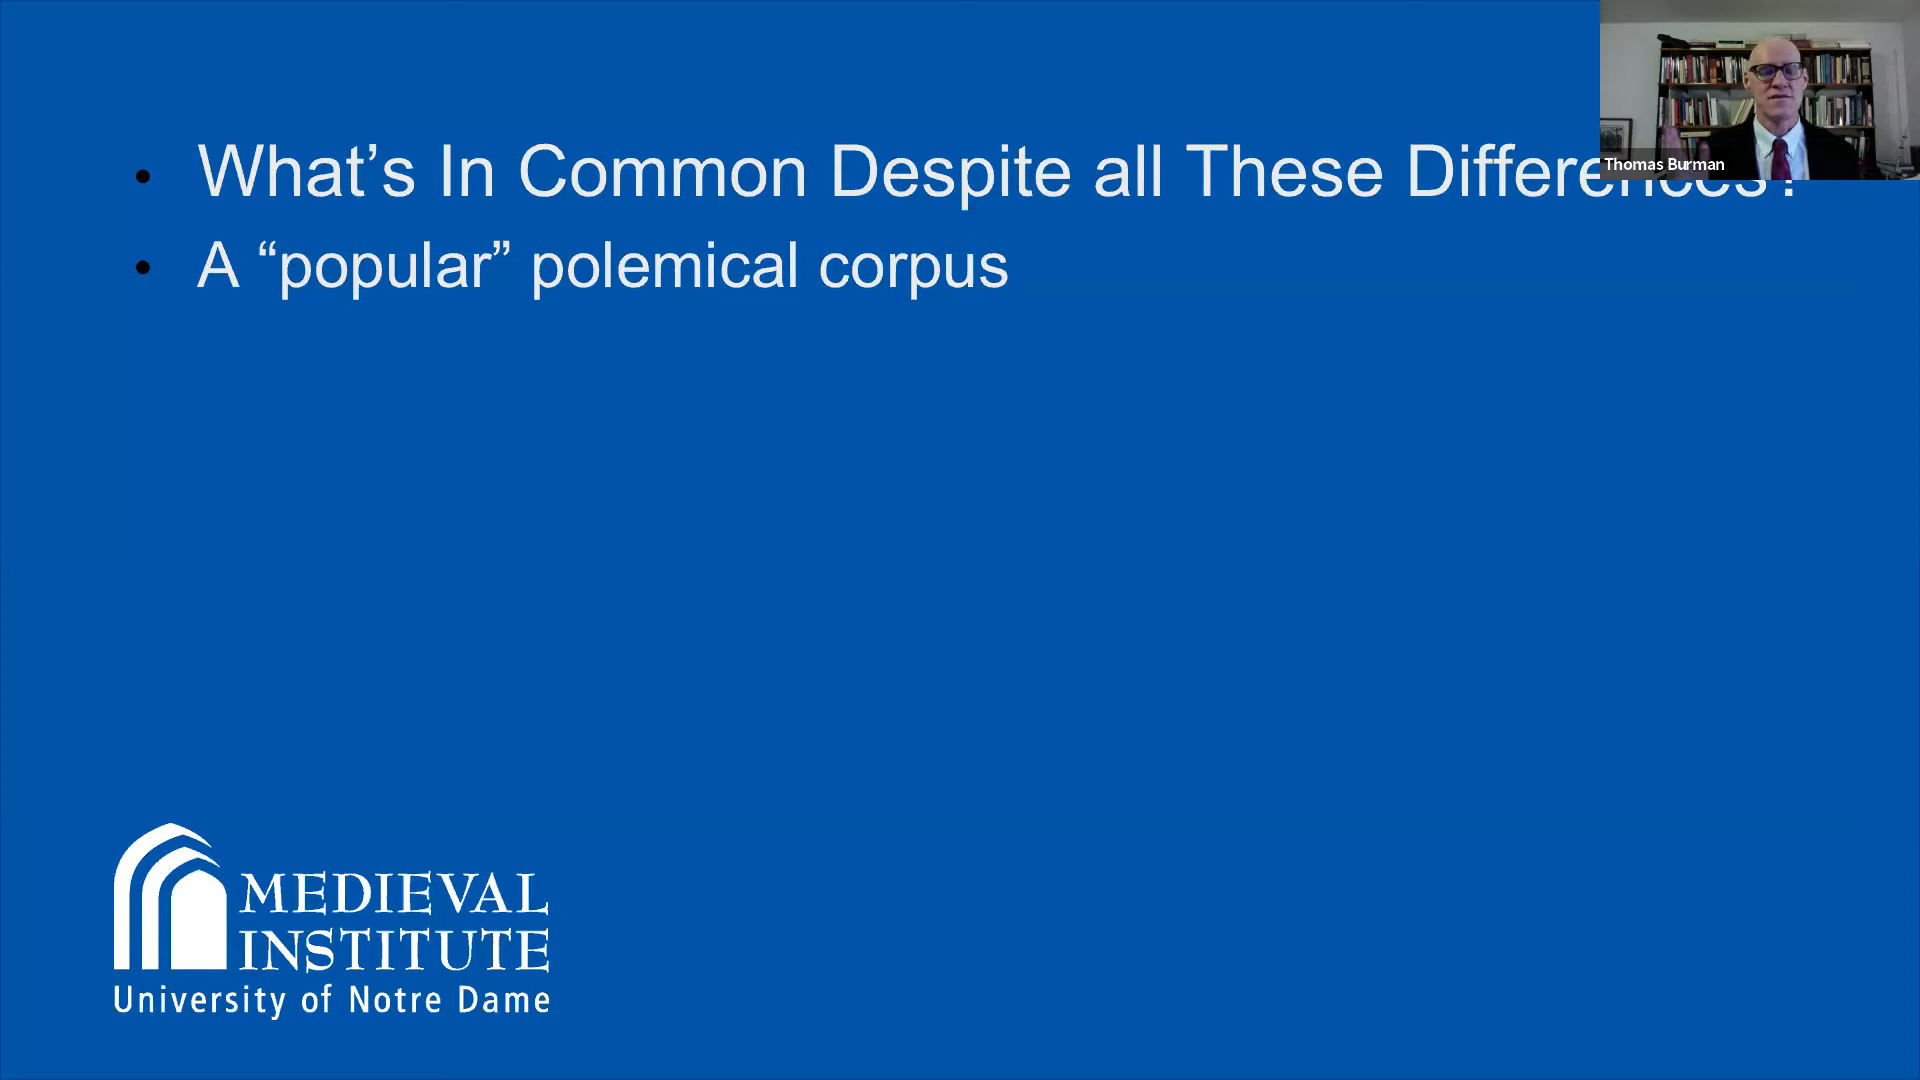 What’s In Common Despite all These Differences?
Thomas Burman
A “popular” polemical corpus
MEDIEVAL
INSTITUTE
University of Notre Dame